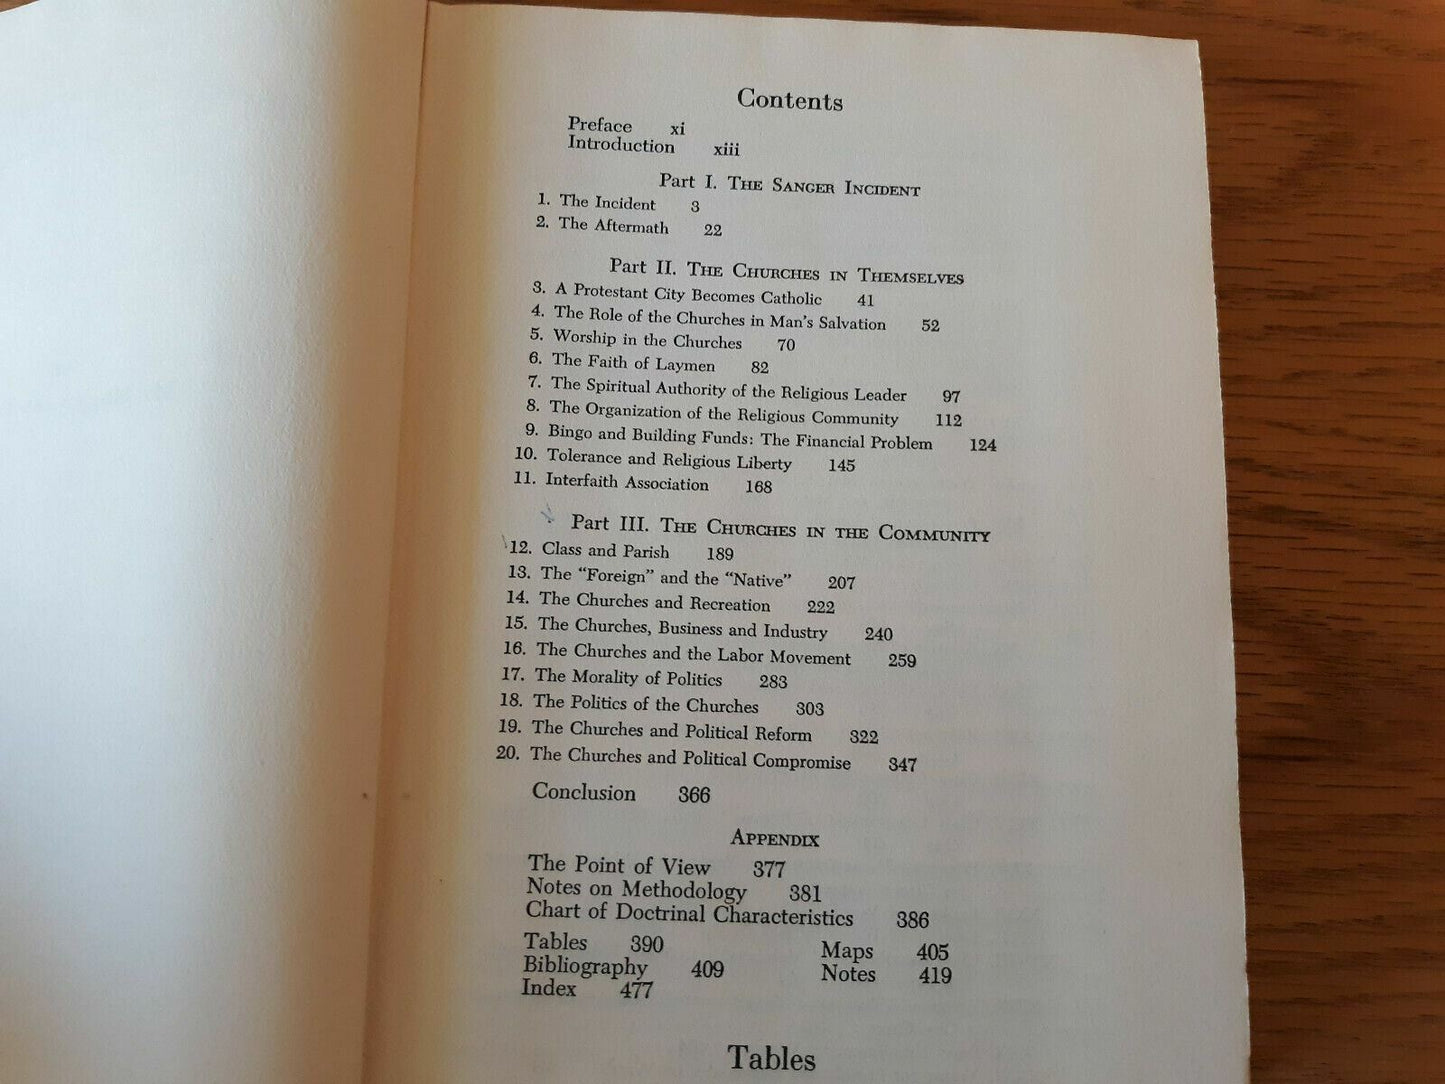 Contents
Preface xi
Introduction xiii
Part I. The Sanger Incident
1. The Incident 3
2. The Aftermath 22
Part II. The Churches in Themselves
3. A Protestant City Becomes Catholic 41
4. The Role of the Churches in Man's Salvation 52
5. Worship in the Churches 70
6. The Faith of Laymen 82
7. The Spiritual Authority of the Religious Leader 97
8. The Organization of the Religious Community 112
9. Bingo and Building Funds: The Financial Problem 124
10. Tolerance and Religious Liberty 145
11. Interfaith Association 168
Part III. The Churches in the Community
12. Class and Parish 189
13. The "Foreign" and the "Native" 207
14. The Churches and Recreation 222
15. The Churches, Business and Industry 240
16. The Churches and the Labor Movement 259
17. The Morality of Politics 283
18. The Politics of the Churches 303
19. The Churches and Political Reform 322
20. The Churches and Political Compromise 347
Conclusion 366
Appendix
The Point of View 377
Notes on Methodology 381
Chart of Doctrinal Characteristics 386
Tables 390 Maps 405
Bibliography 409 Notes 419
Index 477
Tables